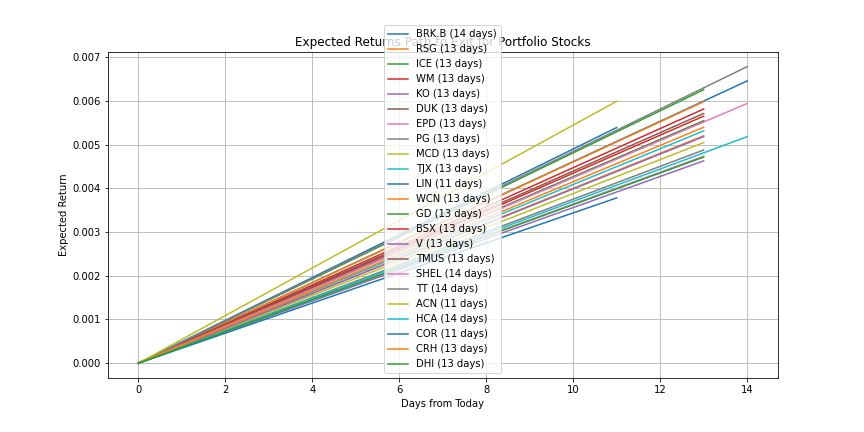 Expected Returns Path to Exit for Portfolio Stocks
BRK.B (14 days)
RSG (13 days)
ICE (13 days)
WM (13 days)
KO (13 days)
DUK (13 days)
EPD (13 days)
PG (13 days)
MCD (13 days)
TJX (13 days)
LIN (11 days)
WCN (13 days)
GD (13 days)
BSX (13 days)
V (13 days)
TMUS (13 days)
SHEL (14 days)
TT (14 days)
ACN (11 days)
HCA (14 days)
COR (11 days)
CRH (13 days)
DHI (13 days)
Expected Return
0.007
0.006
0.005
0.004
0.003
0.002
0.001
0.000
0 2 4 6 8 10 12 14
Days from Today